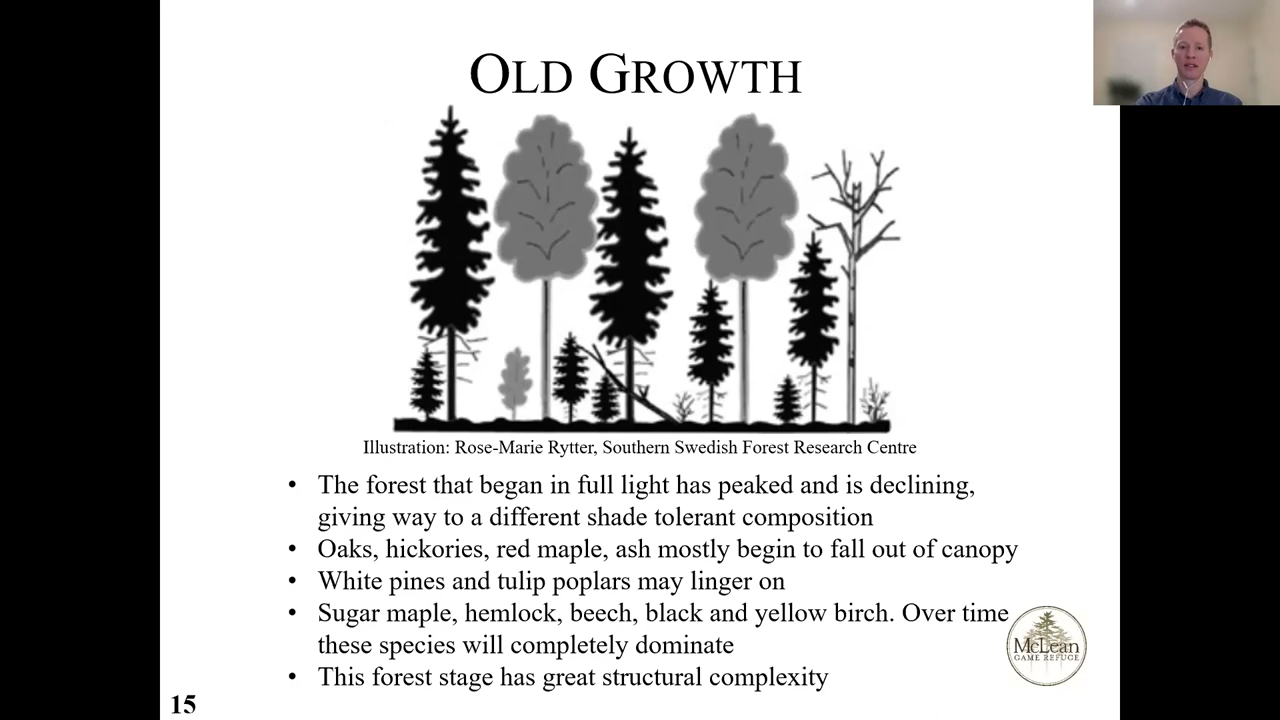 OLD GROWTH
Illustration: Rose-Marie Rytter, Southern Swedish Forest Research Centre
• The forest that began in full light has peaked and is declining,
giving way to a different shade tolerant composition
• Oaks, hickories, red maple, ash mostly begin to fall out of canopy
• White pines and tulip poplars may linger on
• Sugar maple, hemlock, beech, black and yellow birch. Over time
these species will completely dominate
• This forest stage has great structural complexity
McLean
GAME REFUGE
15